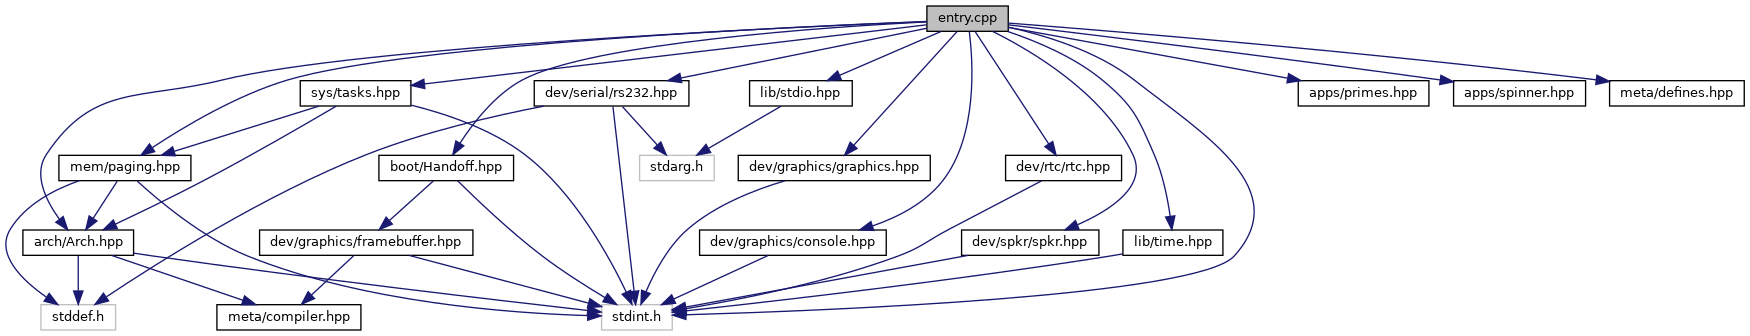 entry.cpp
sys/tasks.hpp
dev/serial/rs232.hpp
lib/stdio.hpp
apps/primes.hpp
apps/spinner.hpp
meta/defines.hpp
mem/paging.hpp
boot/Handoff.hpp
stdarg.h
dev/graphics/graphics.hpp
dev/rtc/rtc.hpp
arch/Arch.hpp
dev/graphics/framebuffer.hpp
dev/graphics/console.hpp
dev/spkr/spkr.hpp
lib/time.hpp
stddef.h
meta/compiler.hpp
stdint.h